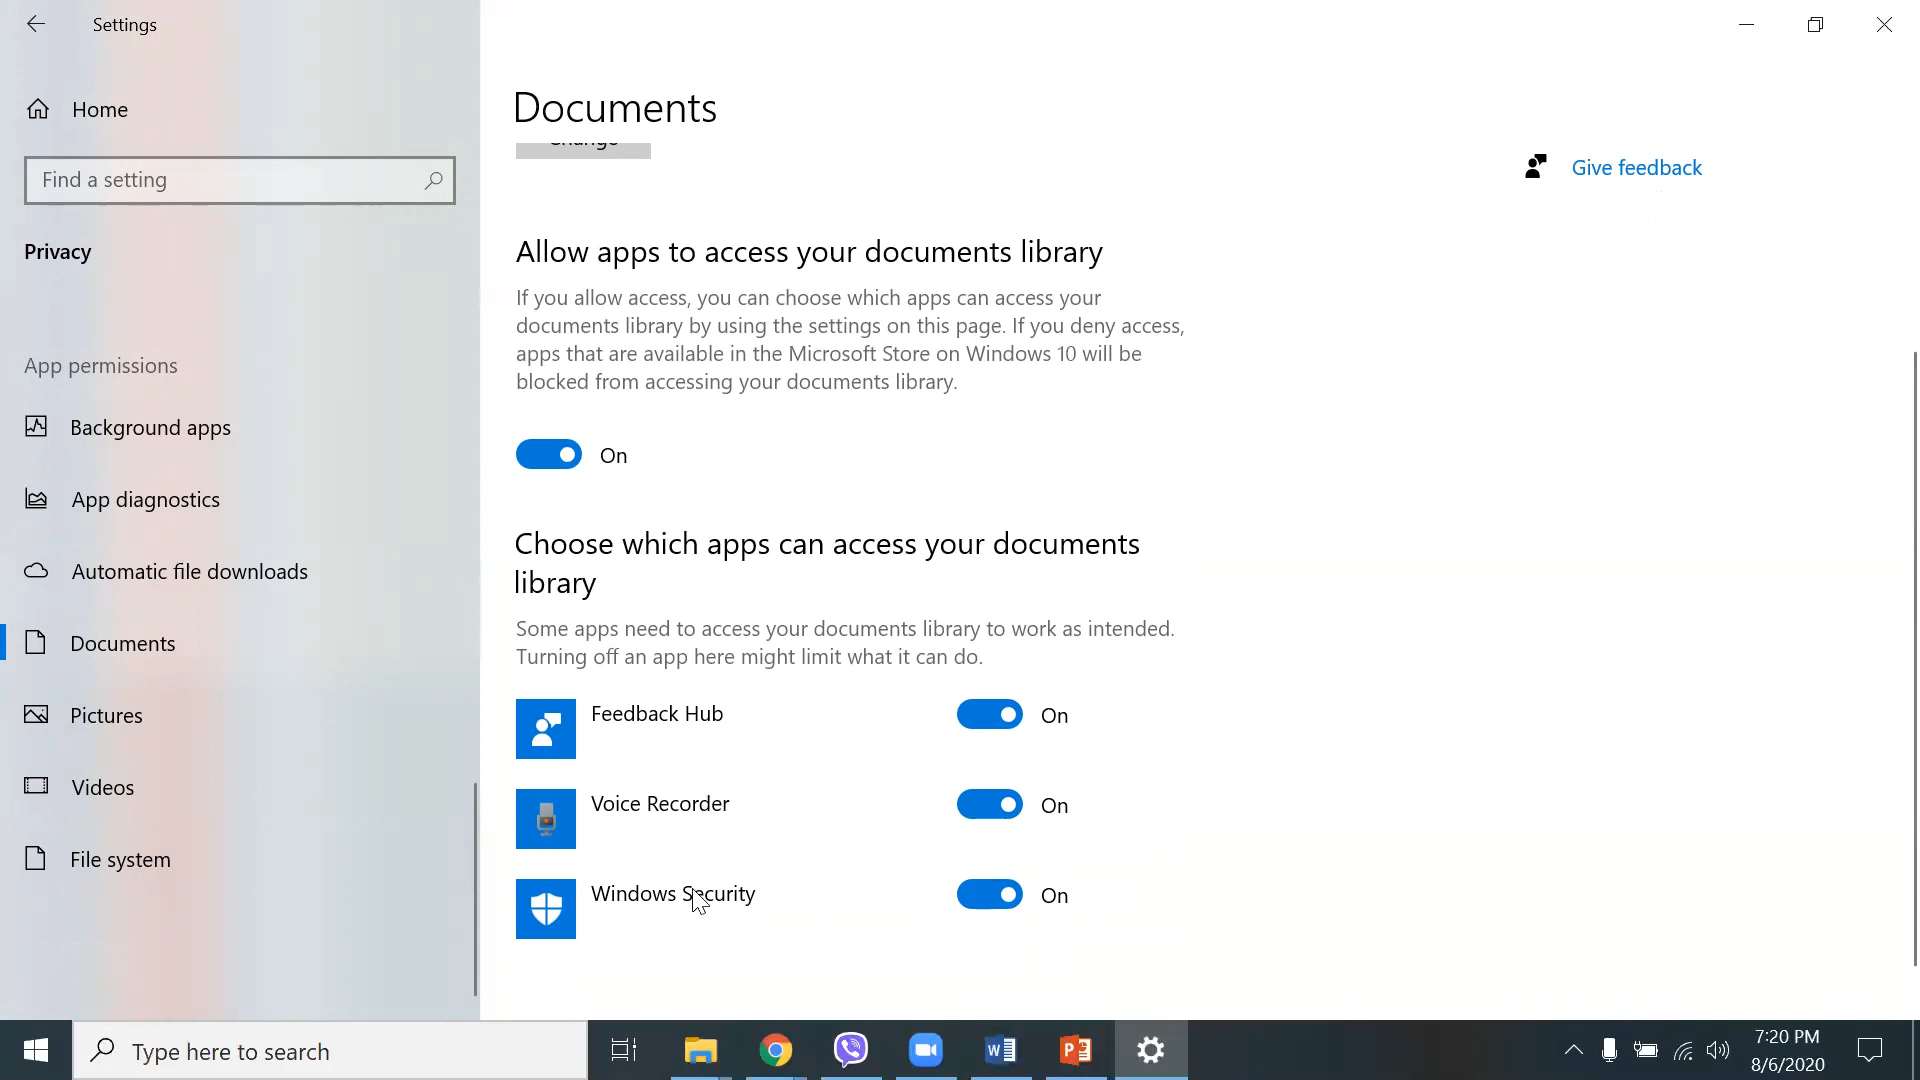 Settings
Home
Find a setting
Privacy
App permissions
Background apps
App diagnostics
Automatic file downloads
Documents
Pictures
Videos
File system
Documents
Change
Give feedback
Allow apps to access your documents library
If you allow access, you can choose which apps can access your
documents library by using the settings on this page. If you deny access,
apps that are available in the Microsoft Store on Windows 10 will be
blocked from accessing your documents library.
On
Choose which apps can access your documents
library
Some apps need to access your documents library to work as intended.
Turning off an app here might limit what it can do.
Feedback Hub
On
Voice Recorder
On
Windows Security
On
Type here to search
7:20 PM
8/6/2020